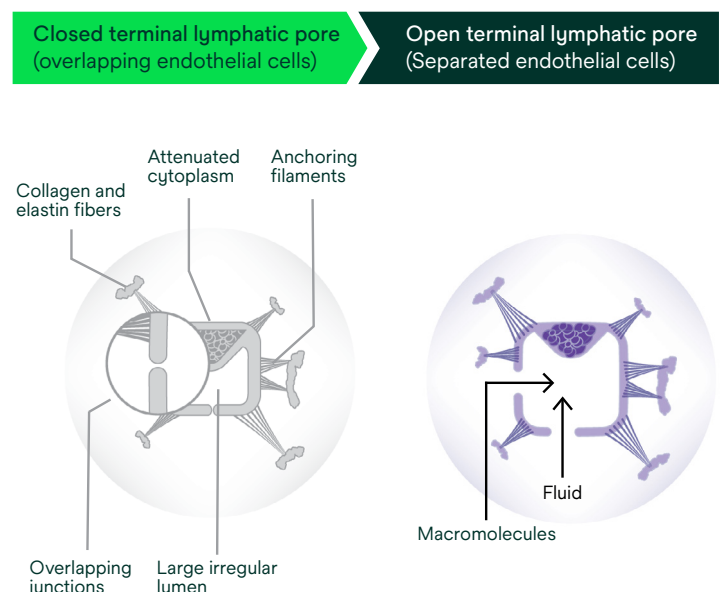 Closed terminal lymphatic pore
(overlapping endothelial cells)
Open terminal lymphatic pore
(Separated endothelial cells)
Attenuated
cytoplasm
Anchoring
filaments
Collagen and
elastin fibers
Fluid
Macromolecules
Overlapping
junctions
Large irregular
lumen